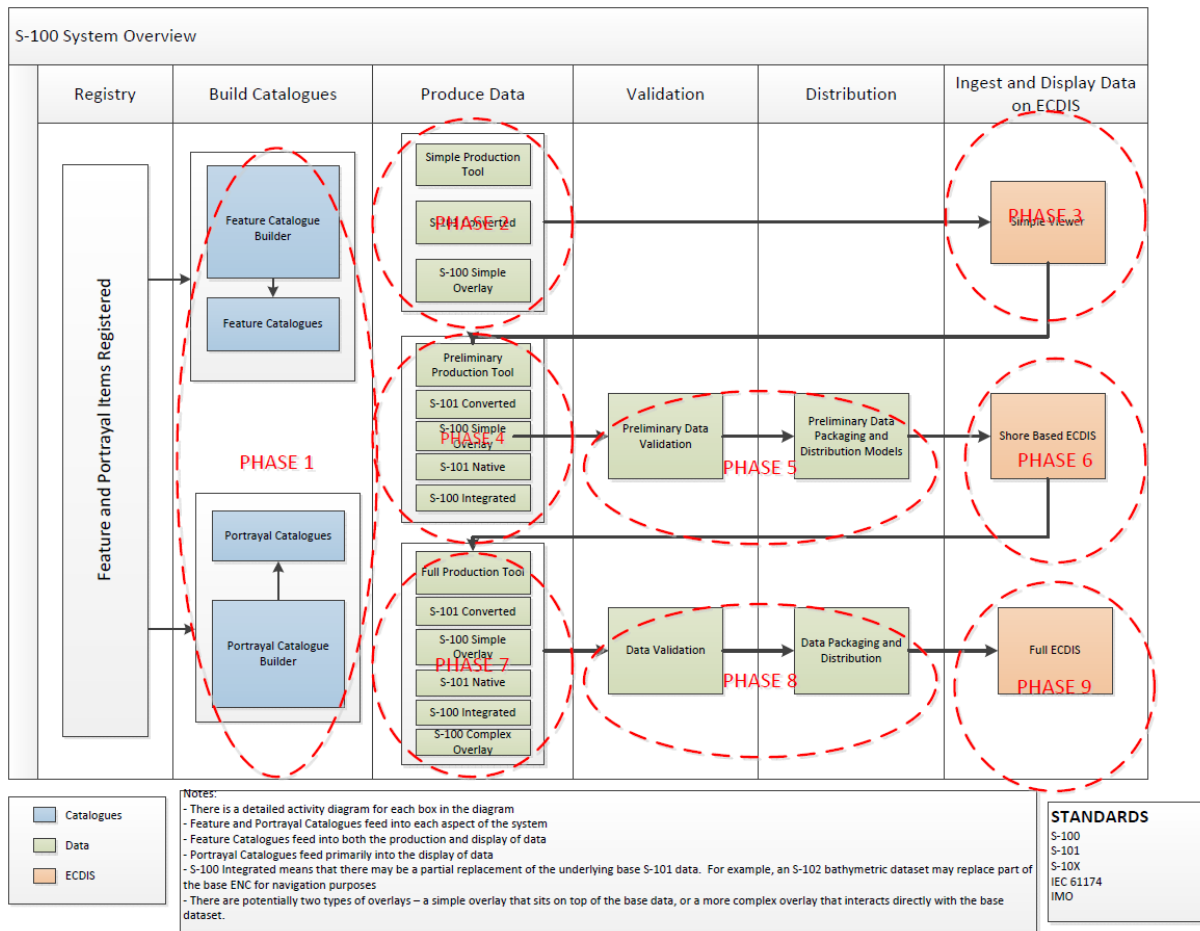 S-100 System Overview
Registry
Build Catalogues
Produce Data
Validation
Distribution
Ingest and Display Data
on ECDIS
Feature and Portrayal Items Registered
Feature Catalogue
Builder
Feature Catalogues
PHASE 1
Portrayal Catalogues
Portrayal Catalogue
Builder
Simple Production
Tool
S-101 Converted
PHASE 2
S-100 Simple
Overlay
PHASE 3
Simple Viewer
Preliminary
Production Tool
S-101 Converted
S-100 Simple
Overlay
PHASE 4
S-101 Native
S-100 Integrated
Preliminary Data
Validation
PHASE 5
Preliminary Data
Packaging and
Distribution Models
Shore Based ECDIS
PHASE 6
Full Production Tool
S-101 Converted
S-100 Simple
Overlay
PHASE 7
S-101 Native
S-100 Integrated
S-100 Complex
Overlay
Data Validation
PHASE 8
Data Packaging and
Distribution
Full ECDIS
PHASE 9
Catalogues
Data
ECDIS
Notes:
- There is a detailed activity diagram for each box in the diagram
- Feature and Portrayal Catalogues feed into each aspect of the system
- Feature Catalogues feed into both the production and display of data
- Portrayal Catalogues feed primarily into the display of data
- S-100 Integrated means that there may be a partial replacement of the underlying base S-101 data. For example, an S-102 bathymetric dataset may replace part of
the base ENC for navigation purposes
- There are potentially two types of overlays – a simple overlay that sits on top of the base data, or a more complex overlay that interacts directly with the base
dataset.
STANDARDS
S-100
S-101
S-10X
IEC 61174
IMO